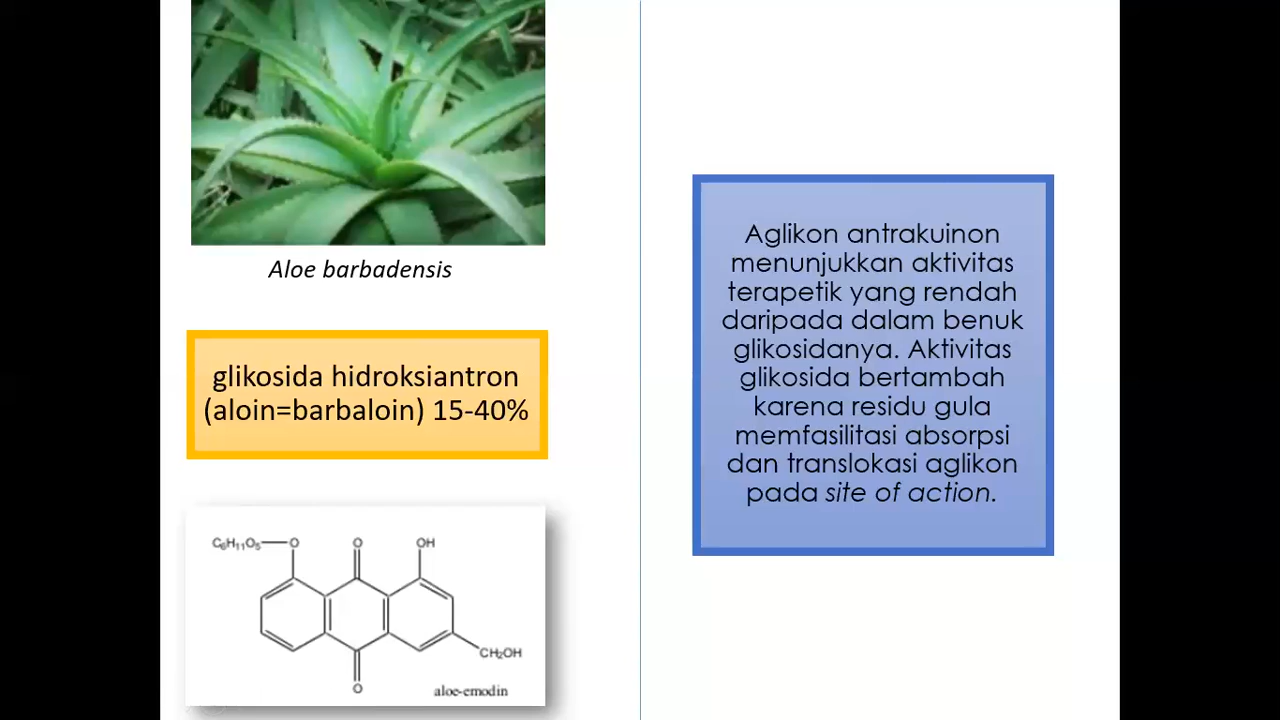 Aloe barbadensis
glikosida hidroksiantron
(aloin=barbaloin) 15-40%
C₆H₁₁O₅
O
O
OH
CH₂OH
O
aloe-emodin
Aglikon antrakuinon
menunjukkan aktivitas
terapetik yang rendah
daripada dalam benuk
glikosidanya. Aktivitas
glikosida bertambah
karena residu gula
memfasilitasi absorpsi
dan translokasi aglikon
pada site of action.